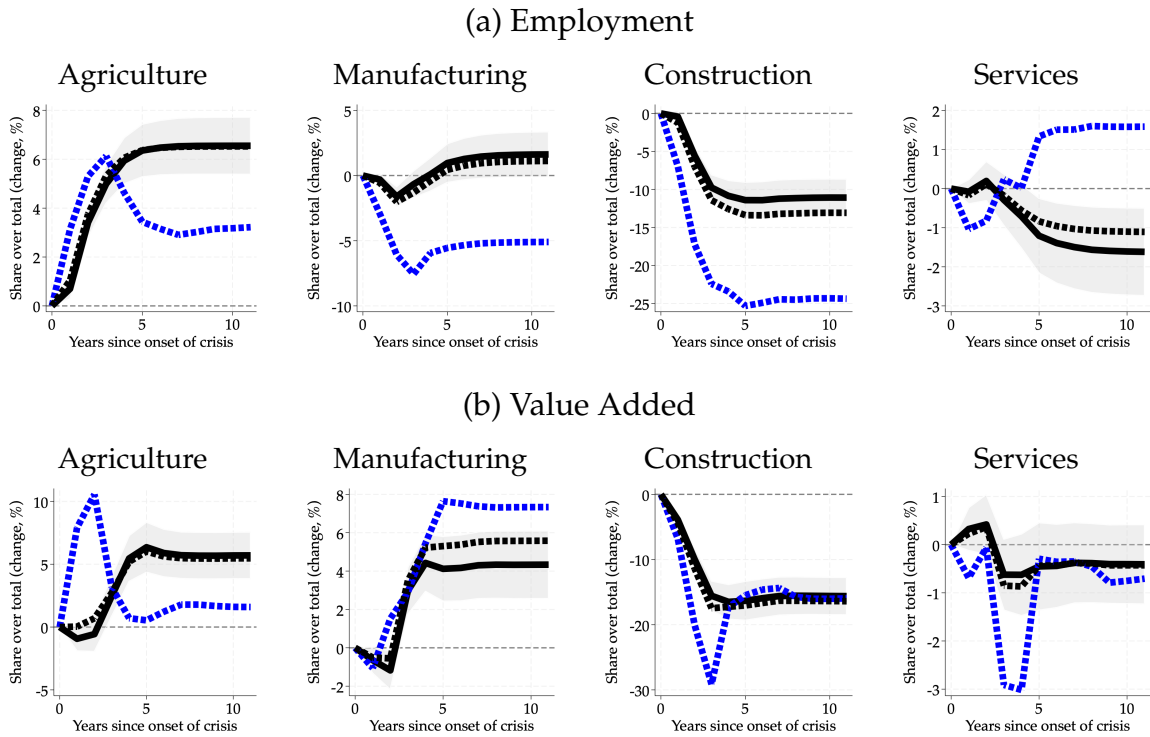 (a) Employment
Agriculture
Manufacturing
Construction
Services
Share over total (change, %)
8
6
4
2
0
0
5
10
Years since onset of crisis
Share over total (change, %)
5
0
-5
-10
0
5
10
Years since onset of crisis
Share over total (change, %)
0
-5
-10
-15
-20
-25
0
5
10
Years since onset of crisis
Share over total (change, %)
2
1
0
-1
-2
-3
0
5
10
Years since onset of crisis
(b) Value Added
Agriculture
Manufacturing
Construction
Services
Share over total (change, %)
10
5
0
-5
0
5
10
Years since onset of crisis
Share over total (change, %)
8
6
4
2
0
-2
0
5
10
Years since onset of crisis
Share over total (change, %)
0
-10
-20
-30
0
5
10
Years since onset of crisis
Share over total (change, %)
1
0
-1
-2
-3
0
5
10
Years since onset of crisis